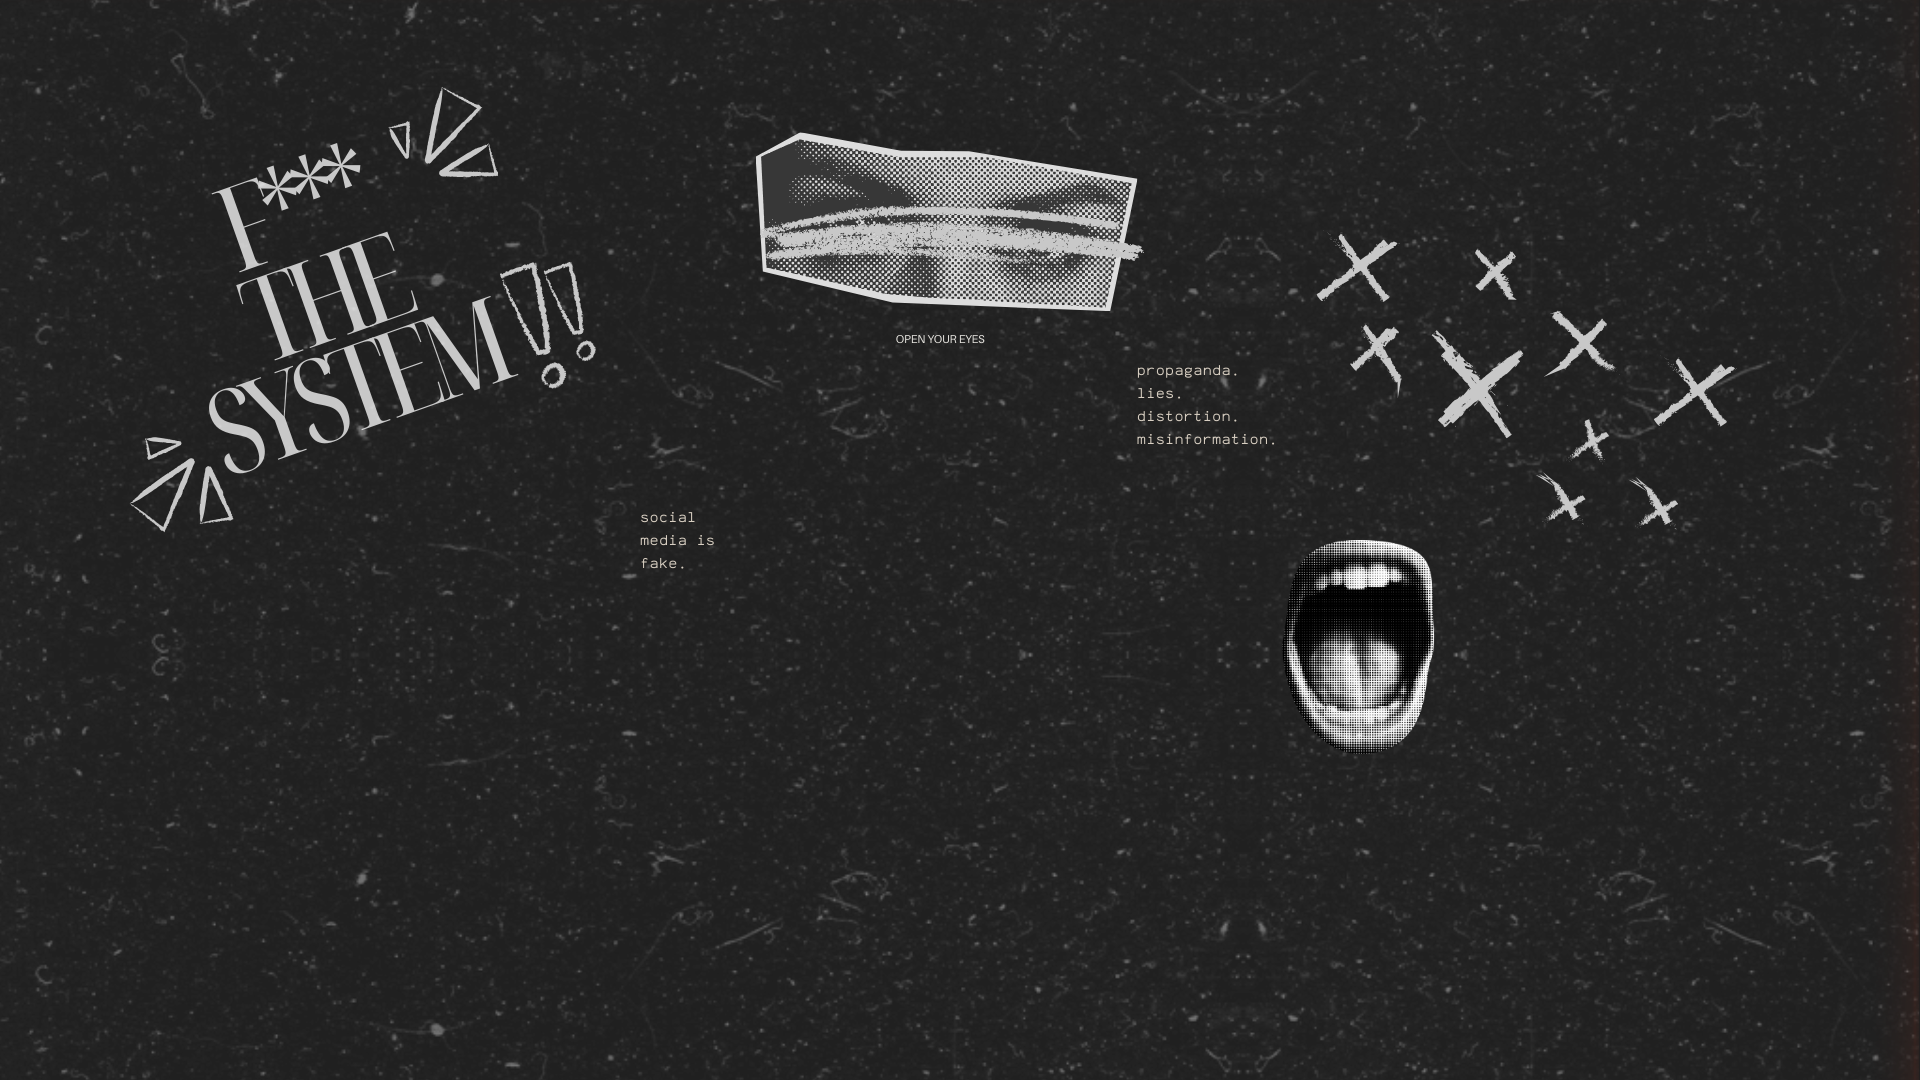 F***
THE
SYSTEM!!
OPEN YOUR EYES
propaganda.
lies.
distortion.
misinformation.
social
media is
fake.